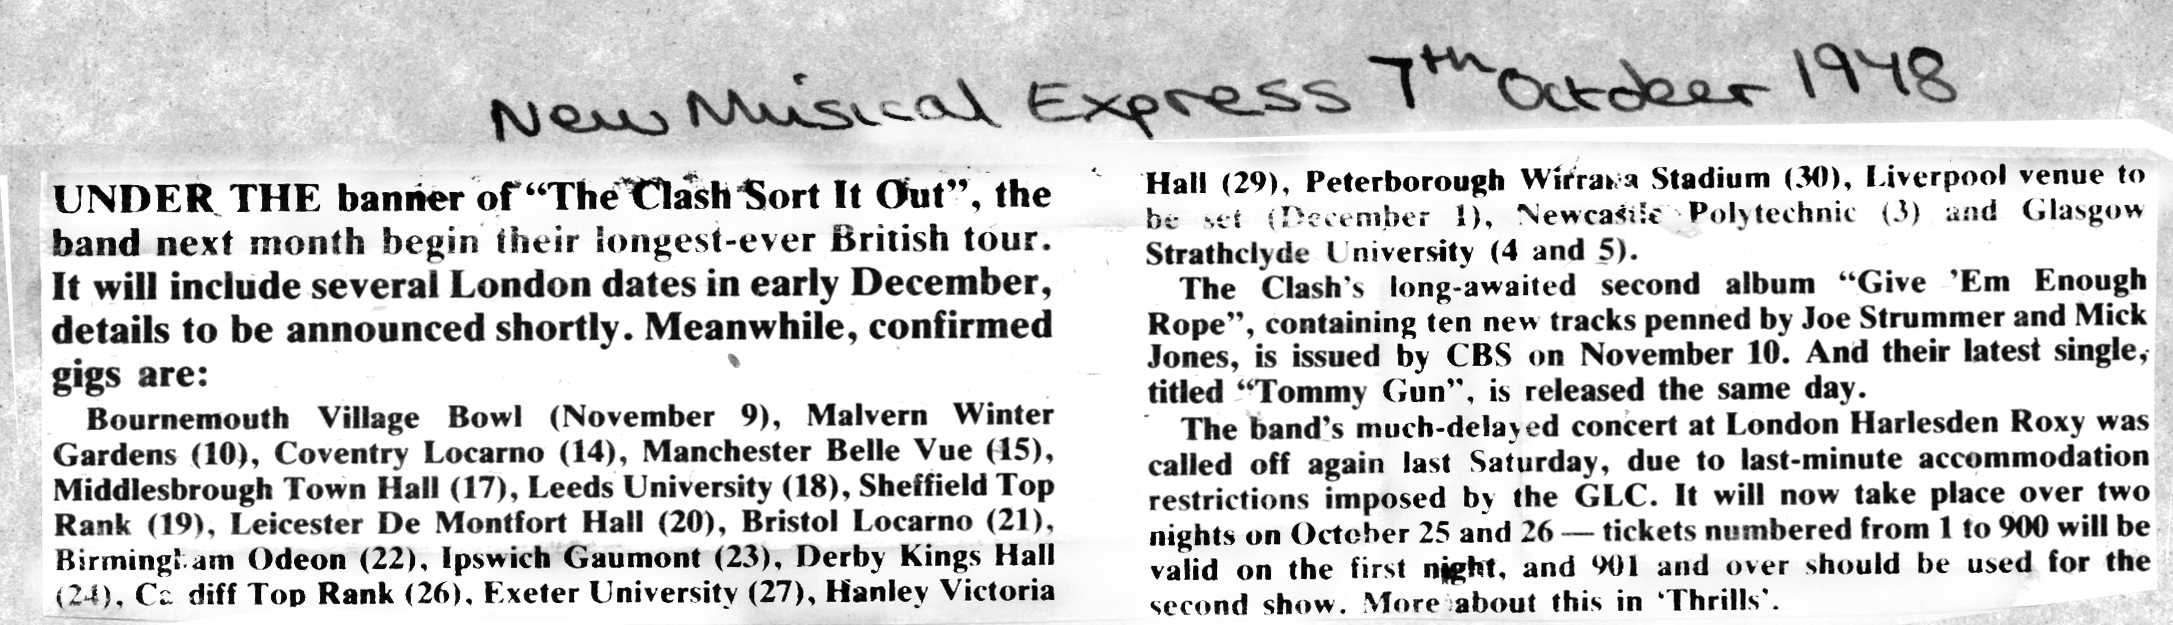 New Musical Express 7th October 1948
UNDER THE banner of “The Clash Sort It Out”, the
band next month begin their longest-ever British tour.
It will include several London dates in early December,
details to be announced shortly. Meanwhile, confirmed
gigs are:
Bournemouth Village Bowl (November 9), Malvern Winter
Gardens (10), Coventry Locarno (14), Manchester Belle Vue (15),
Middlesbrough Town Hall (17), Leeds University (18), Sheffield Top
Rank (19), Leicester De Montfort Hall (20), Bristol Locarno (21),
Birmingham Odeon (22), Ipswich Gaumont (23), Derby Kings Hall
(24), Cardiff Top Rank (26), Exeter University (27), Hanley Victoria
Hall (29), Peterborough Wirrana Stadium (30), Liverpool venue to
be set (December 1), Newcastle Polytechnic (3) and Glasgow
Strathclyde University (4 and 5).
The Clash’s long-awaited second album “Give ’Em Enough
Rope”, containing ten new tracks penned by Joe Strummer and Mick
Jones, is issued by CBS on November 10. And their latest single,
titled “Tommy Gun”, is released the same day.
The band’s much-delayed concert at London Harlesden Roxy was
called off again last Saturday, due to last-minute accommodation
restrictions imposed by the GLC. It will now take place over two
nights on October 25 and 26 — tickets numbered from 1 to 900 will be
valid on the first night, and 901 and over should be used for the
second show. More about this in ‘Thrills’.